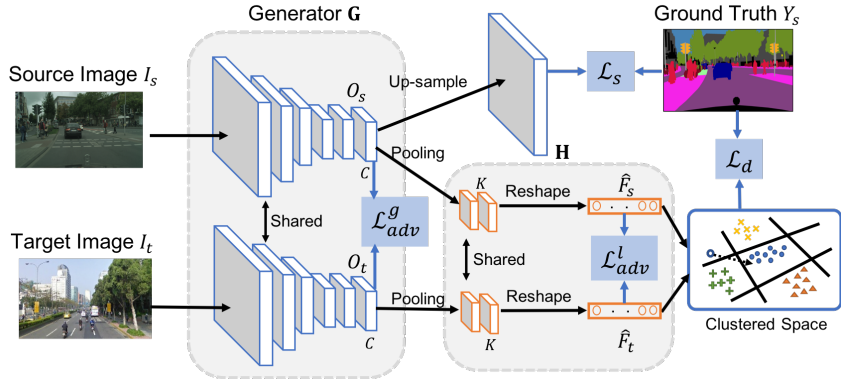 Generator G
Ground Truth Y_s
Source Image I_s
Up-sample
O_s
ℒ_s
Pooling
H
C
K
Reshape
F̂_s
ℒ_d
Shared
ℒ^g_adv
Target Image I_t
O_t
Shared
ℒ^l_adv
Pooling
Reshape
C
K
F̂_t
Clustered Space